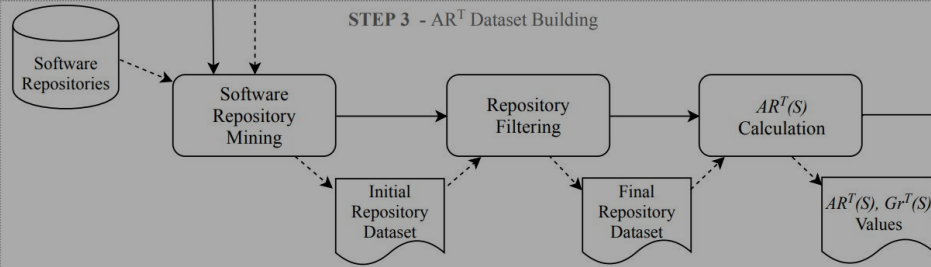 STEP 3 - AR^T Dataset Building
Software
Repositories
Software
Repository
Mining
Repository
Filtering
AR^T(S)
Calculation
Initial
Repository
Dataset
Final
Repository
Dataset
AR^T(S), Gr^T(S)
Values